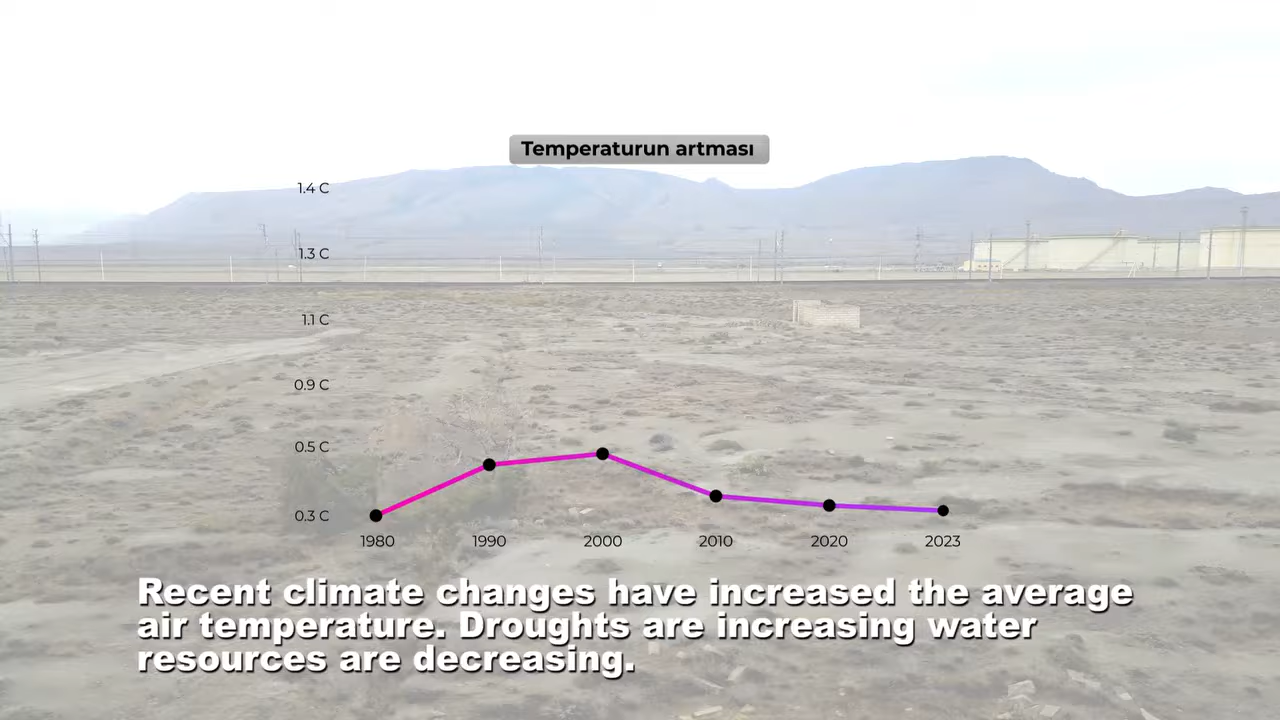 Temperaturun artması
1.4 C
1.3 C
1.1 C
0.9 C
0.5 C
0.3 C
1980 1990 2000 2010 2020 2023
Recent climate changes have increased the average
air temperature. Droughts are increasing water
resources are decreasing.